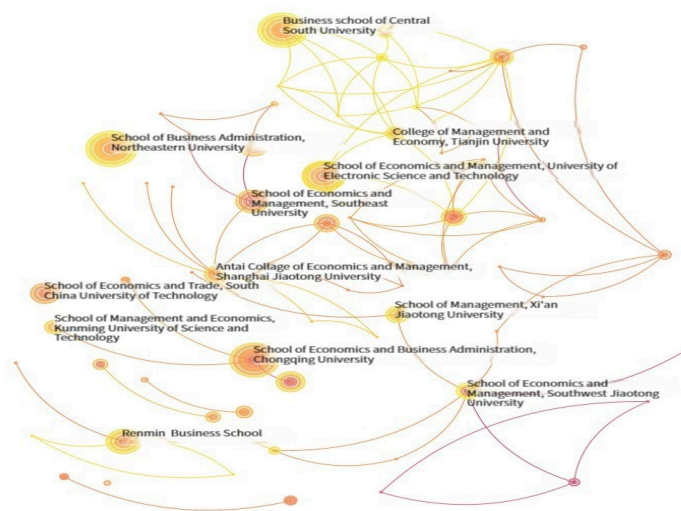 Business school of Central
South University
School of Business Administration,
Northeastern University
College of Management and
Economy, Tianjin University
School of Economics and Management, University of
Electronic Science and Technology
School of Economics and
Management, Southeast
University
Antai Collage of Economics and Management,
Shanghai Jiaotong University
School of Economics and Trade, South
China University of Technology
School of Management, Xi'an
Jiaotong University
School of Management and Economics,
Kunming University of Science and
Technology
School of Economics and Business Administration,
Chongqing University
School of Economics and
Management, Southwest Jiaotong
University
Renmin Business School